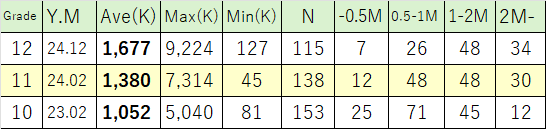 Grade Y.M Ave(K) Max(K) Min(K) N -0.5M 0.5-1M 1-2M 2M-
12 24.12 1,677 9,224 127 115 7 26 48 34
11 24.02 1,380 7,314 45 138 12 48 48 30
10 23.02 1,052 5,040 81 153 25 71 45 12